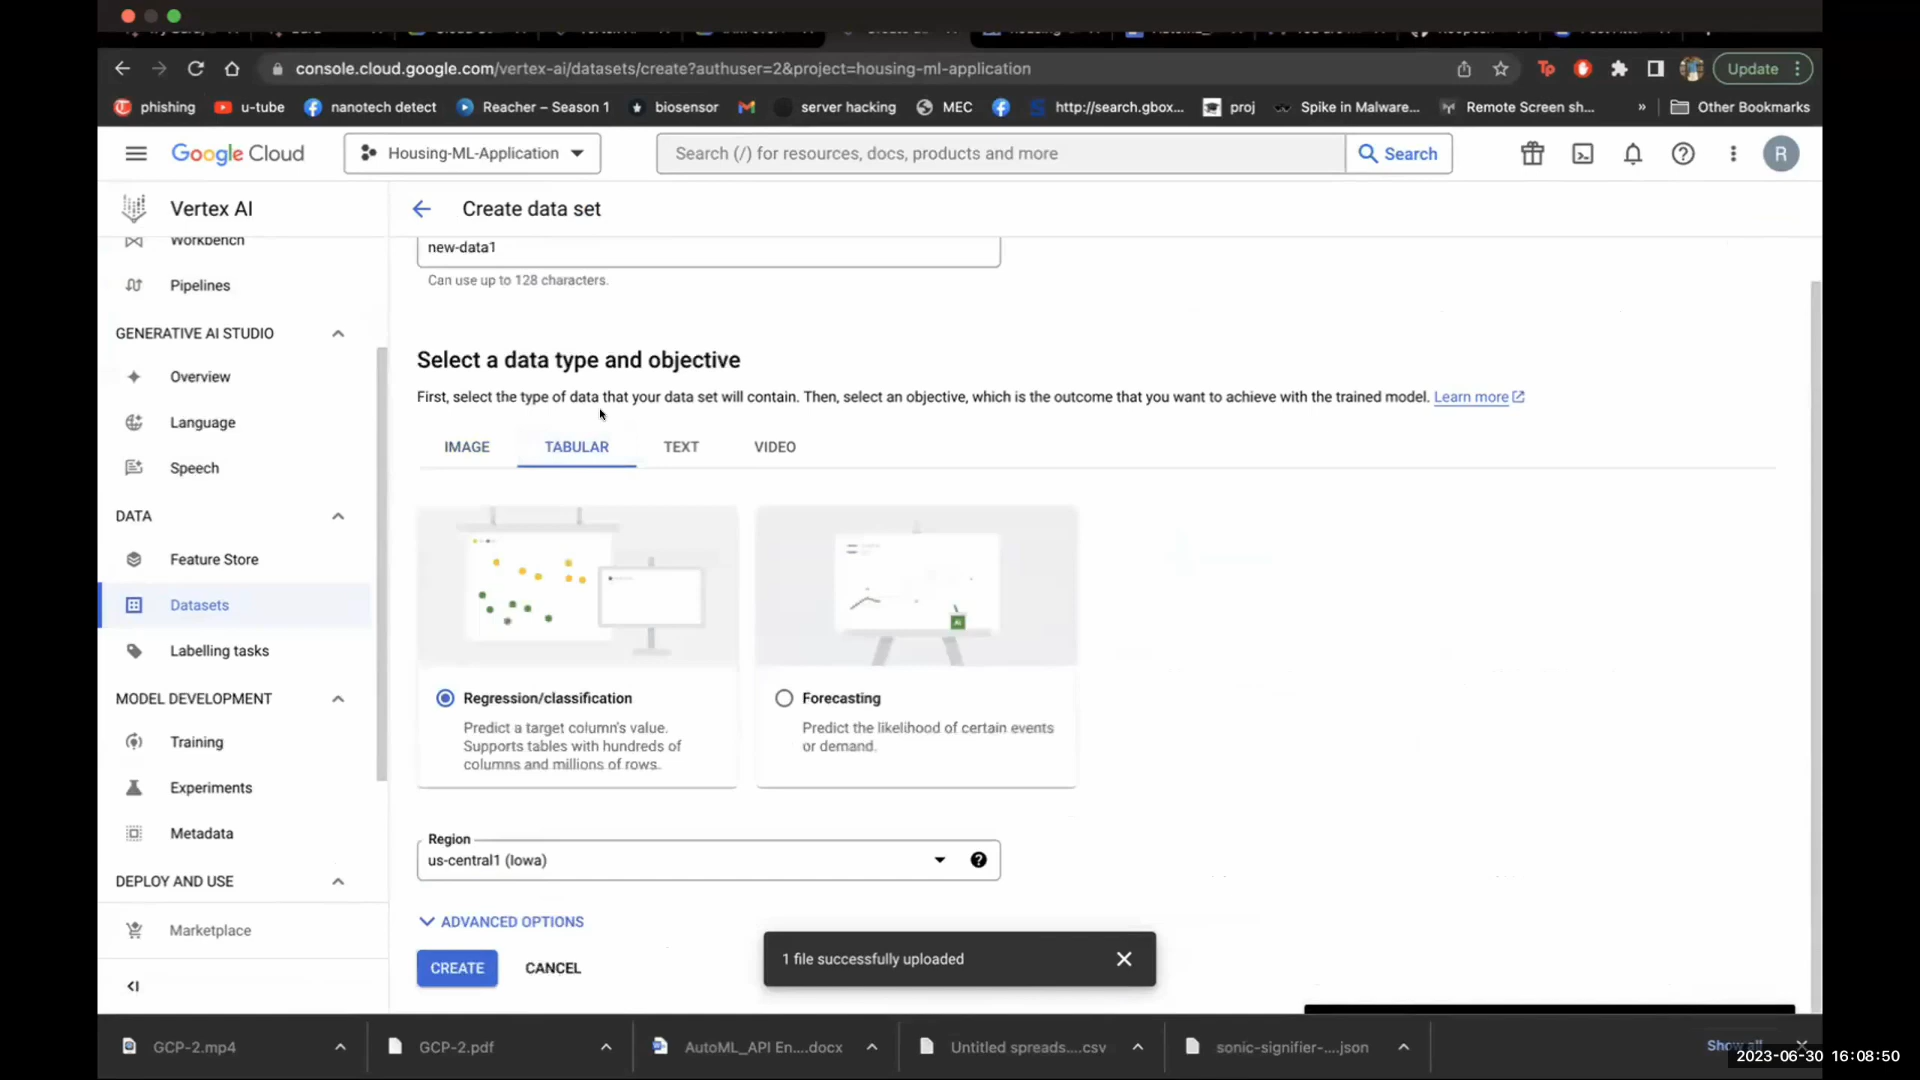 console.cloud.google.com/vertex-ai/datasets/create?authuser=2&project=housing-ml-application
Update
phishing
u-tube
nanotech detect
Reacher – Season 1
biosensor
server hacking
MEC
http://search.gbox...
proj
Spike in Malware...
Remote Screen sh...
»
Other Bookmarks
Google Cloud
Housing-ML-Application
Search (/) for resources, docs, products and more
Search
R
Vertex AI
Create data set
Workbench
new-data1
Can use up to 128 characters.
Pipelines
GENERATIVE AI STUDIO
Overview
Language
Speech
DATA
Feature Store
Datasets
Labelling tasks
MODEL DEVELOPMENT
Training
Experiments
Metadata
DEPLOY AND USE
Marketplace
Select a data type and objective
First, select the type of data that your data set will contain. Then, select an objective, which is the outcome that you want to achieve with the trained model. Learn more
IMAGE
TABULAR
TEXT
VIDEO
Regression/classification
Predict a target column's value.
Supports tables with hundreds of
columns and millions of rows.
Forecasting
Predict the likelihood of certain events
or demand.
Region
us-central1 (Iowa)
ADVANCED OPTIONS
CREATE
CANCEL
1 file successfully uploaded
GCP-2.mp4
GCP-2.pdf
AutoML_API En....docx
Untitled spreads....csv
sonic-signifier-....json
Show all
2023-06-30 16:08:50